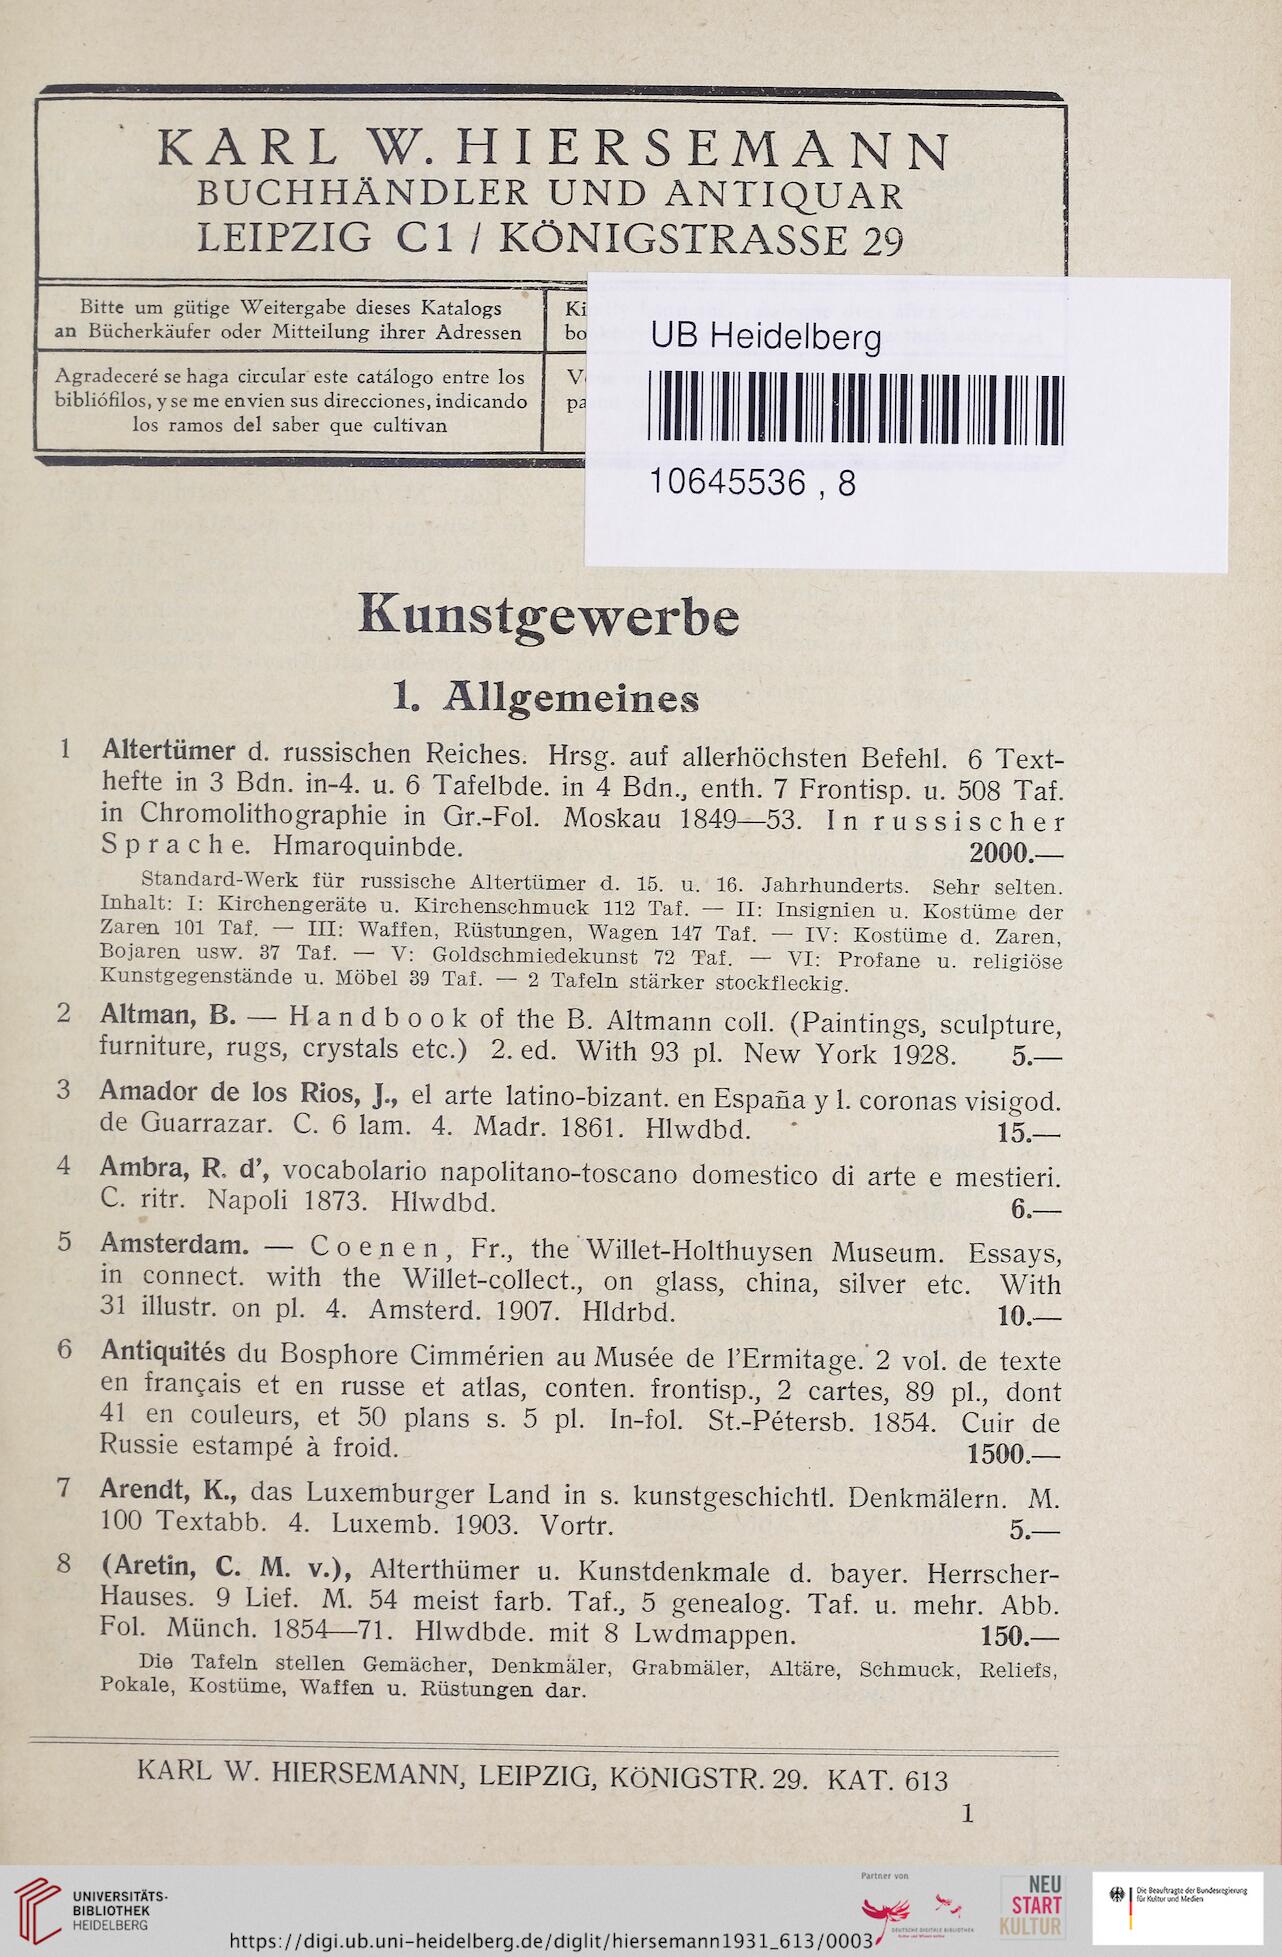 KARL W. HIERSEMANN
BUCHHÄNDLER UND ANTIQUAR
LEIPZIG C1 / KÖNIGSTRASSE 29
Bitte um gütige Weitergabe dieses Katalogs
an Bücherkäufer oder Mitteilung ihrer Adressen
Agradeceré se haga circular este catálogo entre los
bibliófilos, y se me envien sus direcciones, indicando
los ramos del saber que cultivan
UB Heidelberg
10645536 , 8
Kunstgewerbe
1. Allgemeines
1 Altertümer d. russischen Reiches. Hrsg. auf allerhöchsten Befehl. 6 Text-
hefte in 3 Bdn. in-4. u. 6 Tafelbde. in 4 Bdn., enth. 7 Frontisp. u. 508 Taf.
in Chromolithographie in Gr.-Fol. Moskau 1849—53. In russischer
Sprache. Hmaroquinbde. 2000.—
Standard-Werk für russische Altertümer d. 15. u. 16. Jahrhunderts. Sehr selten.
Inhalt: I: Kirchengeräte u. Kirchenschmuck 112 Taf. — II: Insignien u. Kostüme der
Zaren 101 Taf. — III: Waffen, Rüstungen, Wagen 147 Taf. — IV: Kostüme d. Zaren,
Bojaren usw. 37 Taf. — V: Goldschmiedekunst 72 Taf. — VI: Profane u. religiöse
Kunstgegenstände u. Möbel 39 Taf. — 2 Tafeln stärker stockfleckig.
2 Altman, B. — Handbook of the B. Altmann coll. (Paintings, sculpture,
furniture, rugs, crystals etc.) 2. ed. With 93 pl. New York 1928. 5.—
3 Amador de los Rios, J., el arte latino-bizant. en España y l. coronas visigod.
de Guarrazar. C. 6 lam. 4. Madr. 1861. Hlwdbd. 15.—
4 Ambra, R. d', vocabolario napolitano-toscano domestico di arte e mestieri.
C. ritr. Napoli 1873. Hlwdbd. 6.—
5 Amsterdam. — Coenen, Fr., the Willet-Holthuysen Museum. Essays,
in connect. with the Willet-collect., on glass, china, silver etc. With
31 illustr. on pl. 4. Amsterd. 1907. Hldrbd. 10.—
6 Antiquités du Bosphore Cimmérien au Musée de l'Ermitage. 2 vol. de texte
en français et en russe et atlas, conten. frontisp., 2 cartes, 89 pl., dont
41 en couleurs, et 50 plans s. 5 pl. In-fol. St.-Pétersb. 1854. Cuir de
Russie estampé à froid. 1500.—
7 Arendt, K., das Luxemburger Land in s. kunstgeschichtl. Denkmälern. M.
100 Textabb. 4. Luxemb. 1903. Vortr. 5.—
8 (Aretin, C. M. v.), Alterthümer u. Kunstdenkmale d. bayer. Herrscher-
Hauses. 9 Lief. M. 54 meist farb. Taf., 5 genealog. Taf. u. mehr. Abb.
Fol. Münch. 1854—71. Hlwdbde. mit 8 Lwdmappen. 150.—
Die Tafeln stellen Gemächer, Denkmäler, Grabmäler, Altäre, Schmuck, Reliefs,
Pokale, Kostüme, Waffen u. Rüstungen dar.
KARL W. HIERSEMANN, LEIPZIG, KÖNIGSTR. 29. KAT. 613
1
UNIVERSITÄTS-
BIBLIOTHEK
HEIDELBERG
https://digi.ub.uni-heidelberg.de/diglit/hiersemann1931_613/0003
Partner von
DEUTSCHE DIGITALE BIBLIOTHEK
Kultur und Wissen online
NEU
START
KULTUR
Die Beauftragte der Bundesregierung
für Kultur und Medien